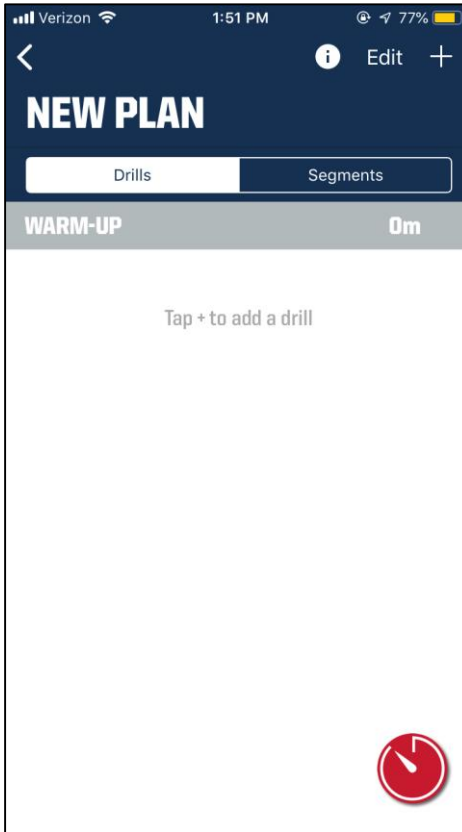 Verizon 1:51 PM 77%
i Edit +
NEW PLAN
Drills Segments
WARM-UP 0m
Tap + to add a drill